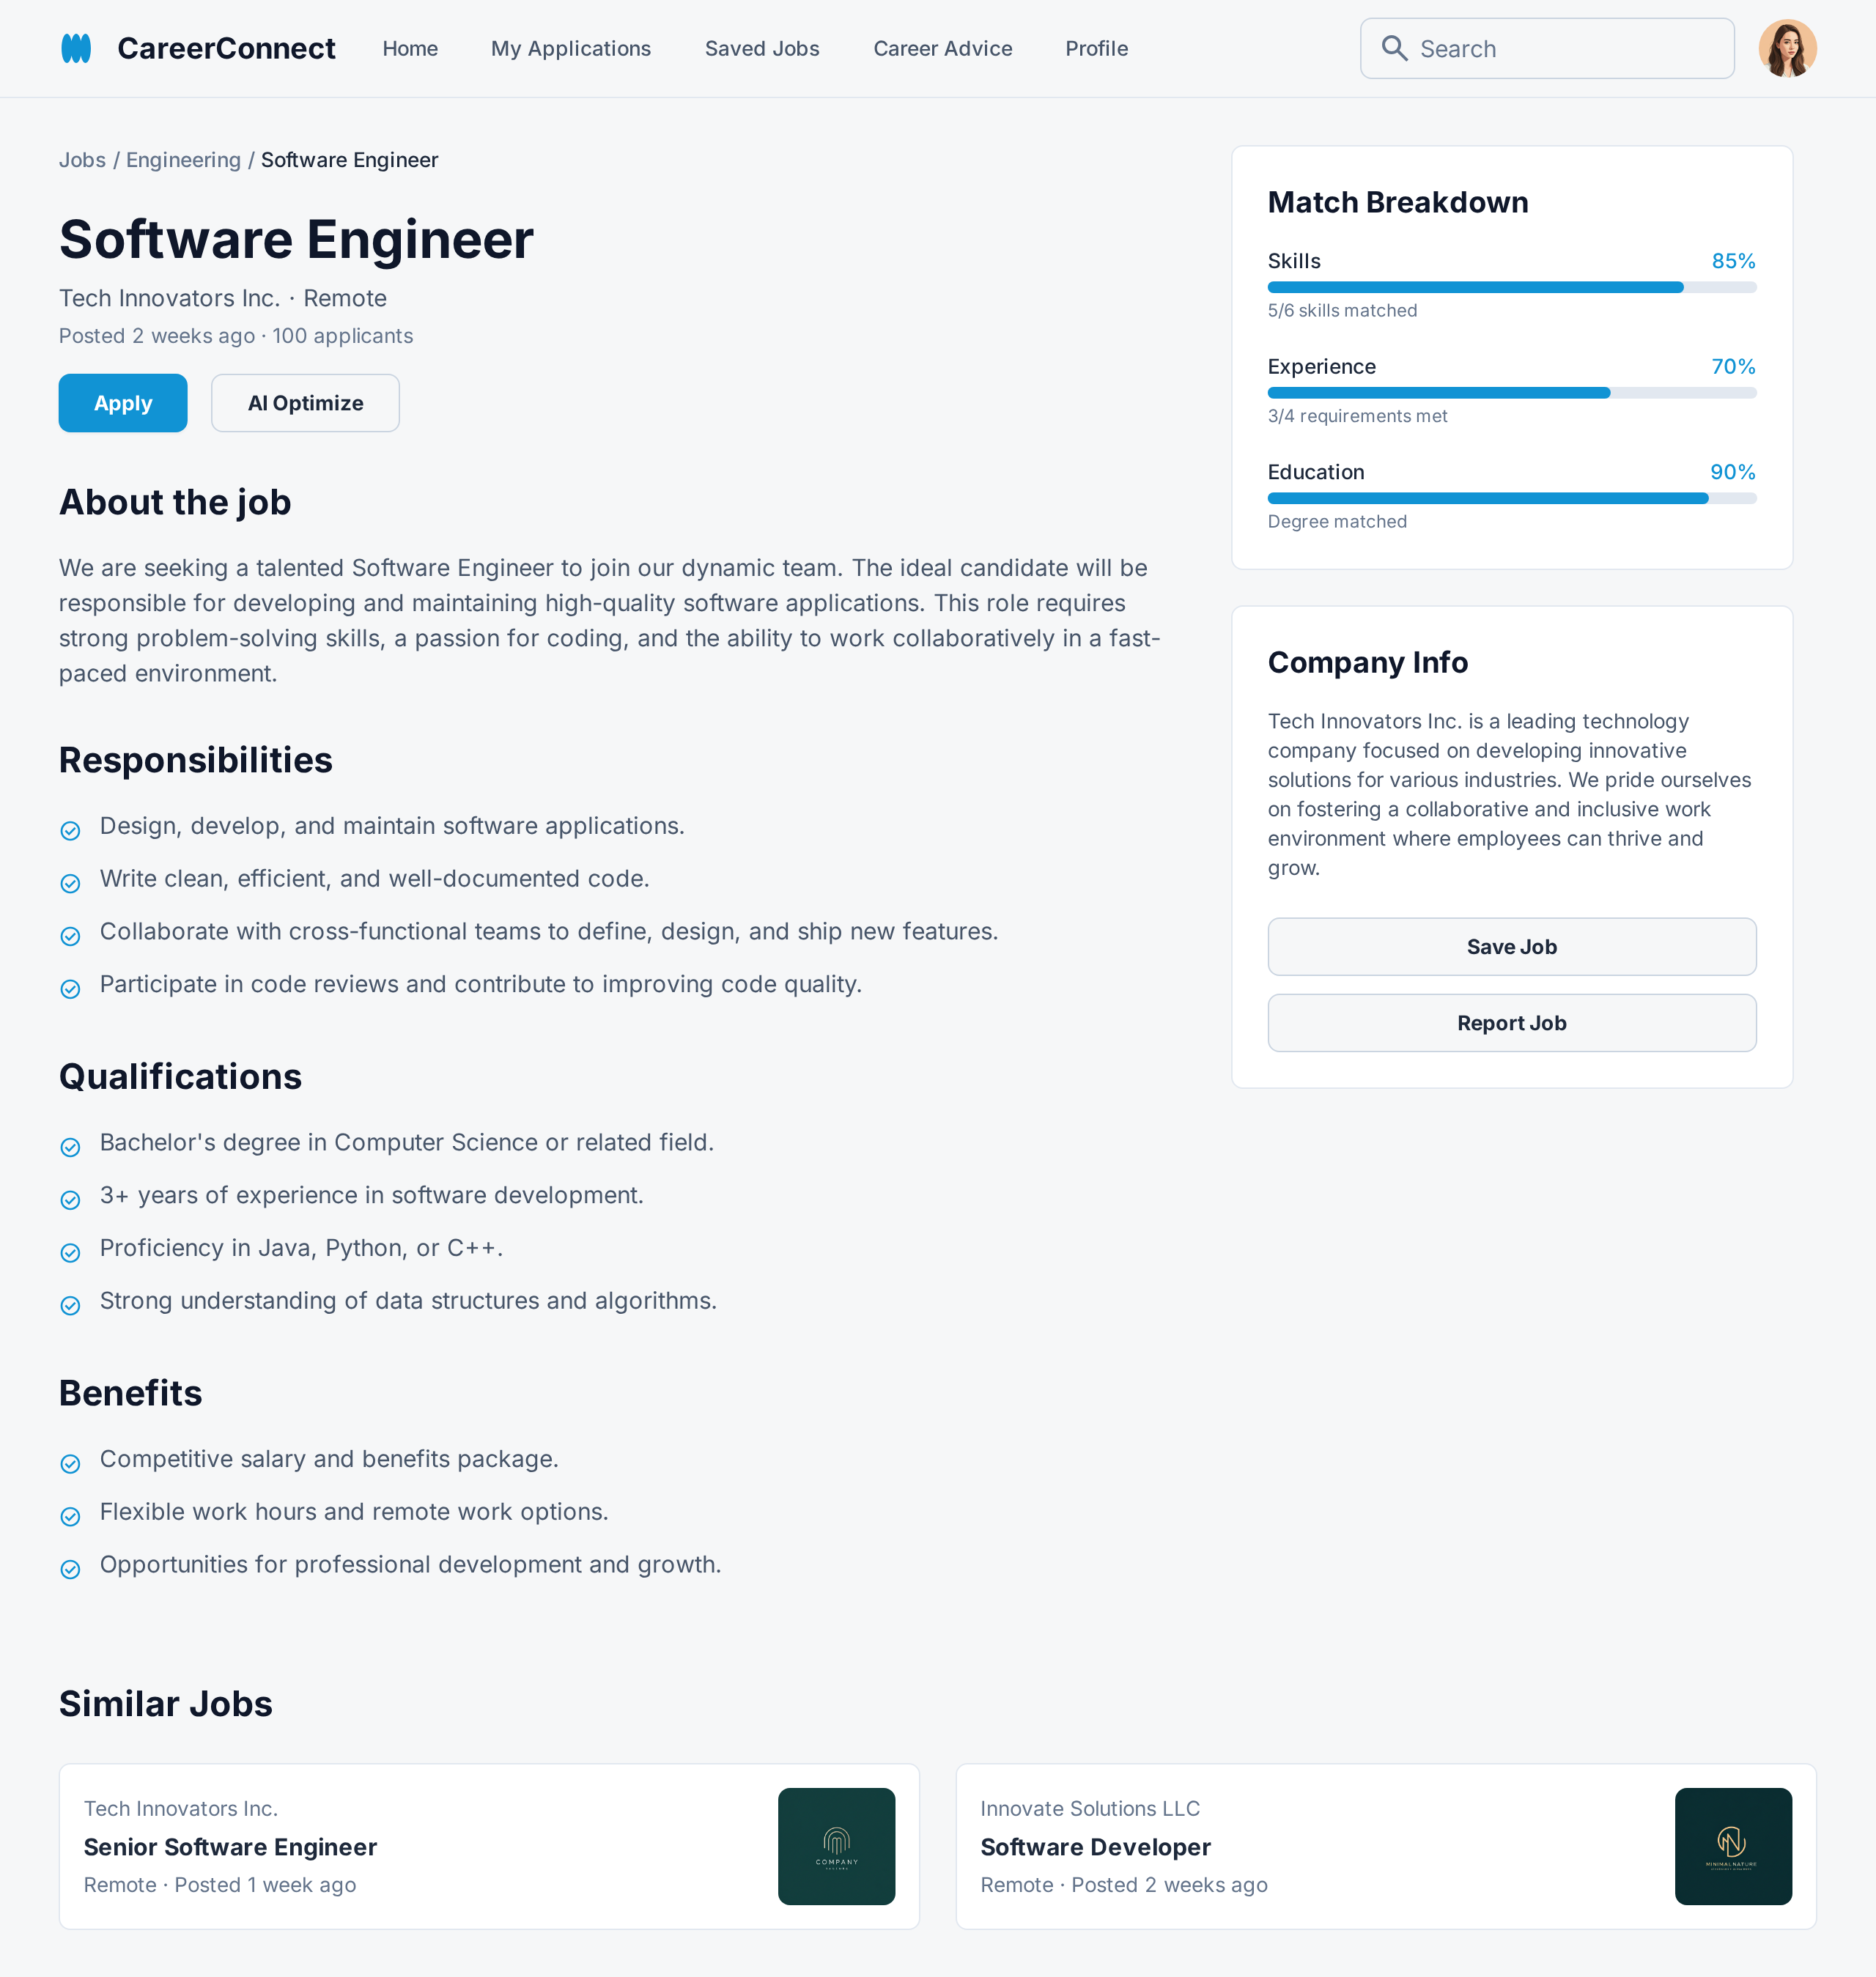 CareerConnect
Home
My Applications
Saved Jobs
Career Advice
Profile
Search
Jobs / Engineering / Software Engineer
Software Engineer
Tech Innovators Inc. · Remote
Posted 2 weeks ago · 100 applicants
Apply
AI Optimize
About the job
We are seeking a talented Software Engineer to join our dynamic team. The ideal candidate will be
responsible for developing and maintaining high-quality software applications. This role requires
strong problem-solving skills, a passion for coding, and the ability to work collaboratively in a fast-
paced environment.
Responsibilities
Design, develop, and maintain software applications.
Write clean, efficient, and well-documented code.
Collaborate with cross-functional teams to define, design, and ship new features.
Participate in code reviews and contribute to improving code quality.
Qualifications
Bachelor's degree in Computer Science or related field.
3+ years of experience in software development.
Proficiency in Java, Python, or C++.
Strong understanding of data structures and algorithms.
Benefits
Competitive salary and benefits package.
Flexible work hours and remote work options.
Opportunities for professional development and growth.
Match Breakdown
Skills 85%
5/6 skills matched
Experience 70%
3/4 requirements met
Education 90%
Degree matched
Company Info
Tech Innovators Inc. is a leading technology
company focused on developing innovative
solutions for various industries. We pride ourselves
on fostering a collaborative and inclusive work
environment where employees can thrive and
grow.
Save Job
Report Job
Similar Jobs
Tech Innovators Inc.
Senior Software Engineer
Remote · Posted 1 week ago
COMPANY
Innovate Solutions LLC
Software Developer
Remote · Posted 2 weeks ago
MINIMALNATURE